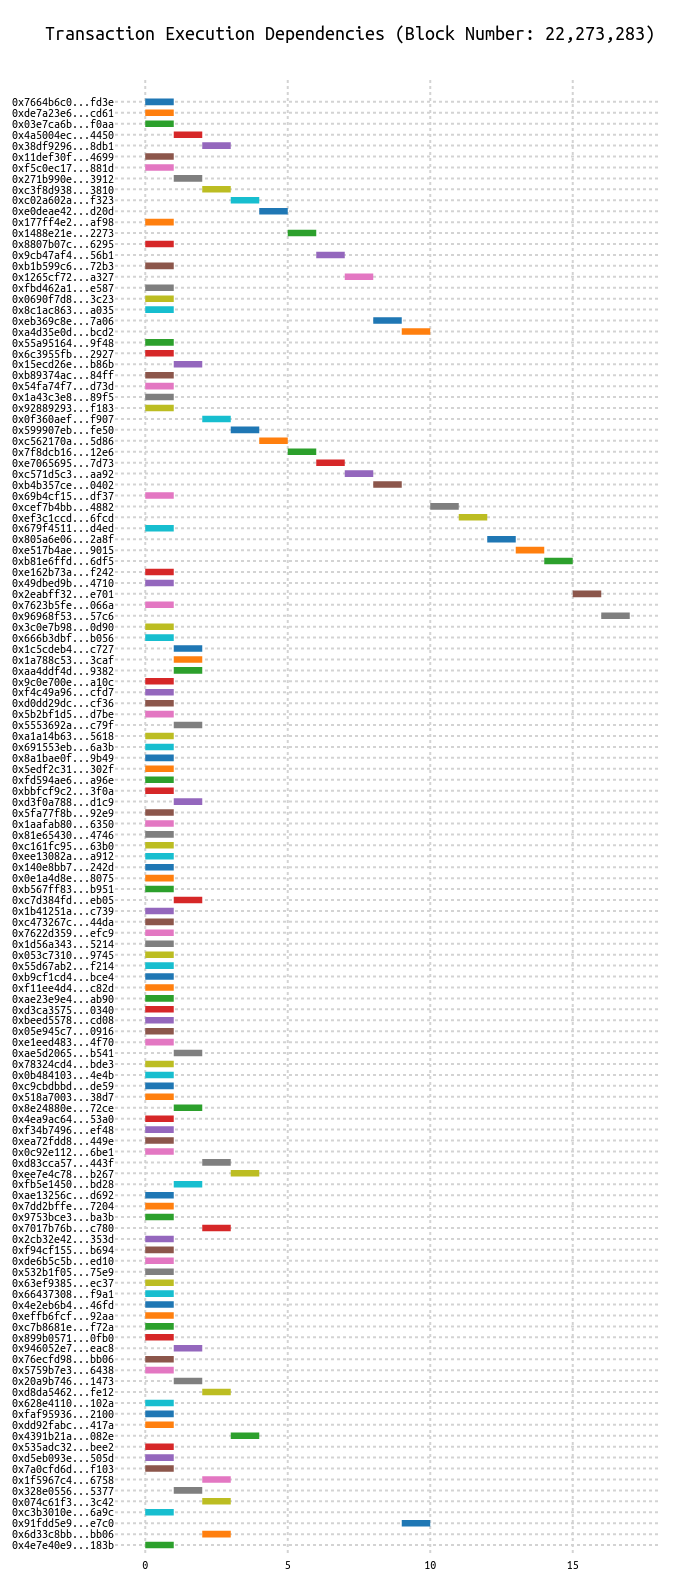 Transaction Execution Dependencies (Block Number: 22,273,283)
0x7664b6c0...fd3e
0xde7a23e6...cd61
0x03e7ca6b...f0aa
0x4a5004ec...4450
0x38df9296...8db1
0x11def30f...4699
0xf5c0ec17...881d
0x271b990e...3912
0xc3f8d938...3810
0xc02a602a...f323
0xe0deae42...d20d
0x177ff4e2...af98
0x1488e21e...2273
0x8807b07c...6295
0x9cb47af4...56b1
0xb1b599c6...72b3
0x1265cf72...a327
0xfbd462a1...e587
0x0690f7d8...3c23
0x8c1ac863...a035
0xeb369c8e...7a06
0xa4d35e0d...bcd2
0x55a95164...9f48
0x6c3955fb...2927
0x15ecd26e...b86b
0xb89374ac...84ff
0x54fa74f7...d73d
0x1a43c3e8...89f5
0x92889293...f183
0x0f360aef...f907
0x599907eb...fe50
0xc562170a...5d86
0x7f8dcb16...12e6
0xe7065695...7d73
0xc571d5c3...aa92
0xb4b357ce...0402
0x69b4cf15...df37
0xcef7b4bb...4882
0xef3c1ccd...6fcd
0x679f4511...d4ed
0x805a6e06...2a8f
0xe517b4ae...9015
0xb81e6ffd...6df5
0xe162b73a...f242
0x49dbed9b...4710
0x2eabff32...e701
0x7623b5fe...066a
0x96968f53...57c6
0x3c0e7b98...0d90
0x666b3dbf...b056
0x1c5cdeb4...c727
0x1a788c53...3caf
0xaa4ddf4d...9382
0x9c0e700e...a10c
0xf4c49a96...cfd7
0xd0dd29dc...cf36
0x5b2bf1d5...d7be
0x5553692a...c79f
0xa1a14b63...5618
0x691553eb...6a3b
0x8a1bae0f...9b49
0x5edf2c31...302f
0xfd594ae6...a96e
0xbbfcf9c2...3f0a
0xd3f0a788...d1c9
0x5fa77f8b...92e9
0x1aafab80...6350
0x81e65430...4746
0xc161fc95...63b0
0xee13082a...a912
0x140e8bb7...242d
0x0e1a4d8e...8075
0xb567ff83...b951
0xc7d384fd...eb05
0x1b41251a...c739
0xc473267c...44da
0x7622d359...efc9
0x1d56a343...5214
0x053c7310...9745
0x55d67ab2...f214
0xb9cf1cd4...bce4
0xf11ee4d4...c82d
0xae23e9e4...ab90
0xd3ca3575...0340
0xbeed5578...cd08
0x05e945c7...0916
0xe1eed483...4f70
0xae5d2065...b541
0x78324cd4...bde3
0x0b484103...4e4b
0xc9cbdbbd...de59
0x518a7003...38d7
0x8e24880e...72ce
0x4ea9ac64...53a0
0xf34b7496...ef48
0xea72fdd8...449e
0x0c92e112...6be1
0xd83cca57...443f
0xee7e4c78...b267
0xfb5e1450...bd28
0xae13256c...d692
0x7dd2bffe...7204
0x9753bce3...ba3b
0x7017b76b...c780
0x2cb32e42...353d
0xf94cf155...b694
0xde6b5c5b...ed10
0x532b1f05...75e9
0x63ef9385...ec37
0x66437308...f9a1
0x4e2eb6b4...46fd
0xeffb6fcf...92aa
0xc7b8681e...f72a
0x899b0571...0fb0
0x946052e7...eac8
0x76ecfd98...bb06
0x5759b7e3...6438
0x20a9b746...1473
0xd8da5462...fe12
0x628e4110...102a
0xfaf95936...2100
0xdd92fabc...417a
0x4391b21a...082e
0x535adc32...bee2
0xd5eb093e...505d
0x7a0cfd6d...f103
0x1f5967c4...6758
0x328e0556...5377
0x074c61f3...3c42
0xc3b3010e...6a9c
0x91fdd5e9...e7c0
0x6d33c8bb...bb06
0x4e7e40e9...183b
0 5 10 15